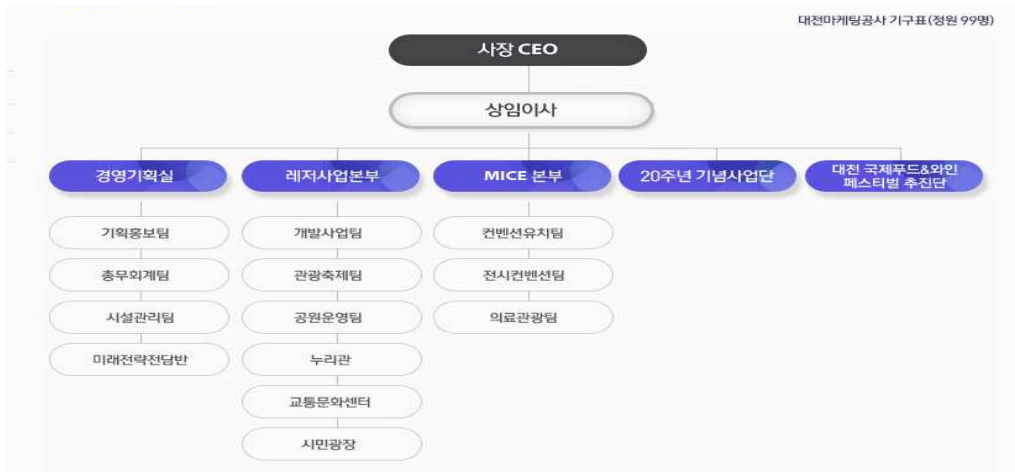 대전마케팅공사 기구표(정원 99명)
사장 CEO
상임이사
경영기획실
레저사업본부
MICE 본부
20주년 기념사업단
대전 국제푸드&와인
페스티벌 추진단
기획홍보팀
개발사업팀
컨벤션유치팀
총무회계팀
관광축제팀
전시컨벤션팀
시설관리팀
공원운영팀
의료관광팀
미래전략전담반
누리관
교통문화센터
시민광장